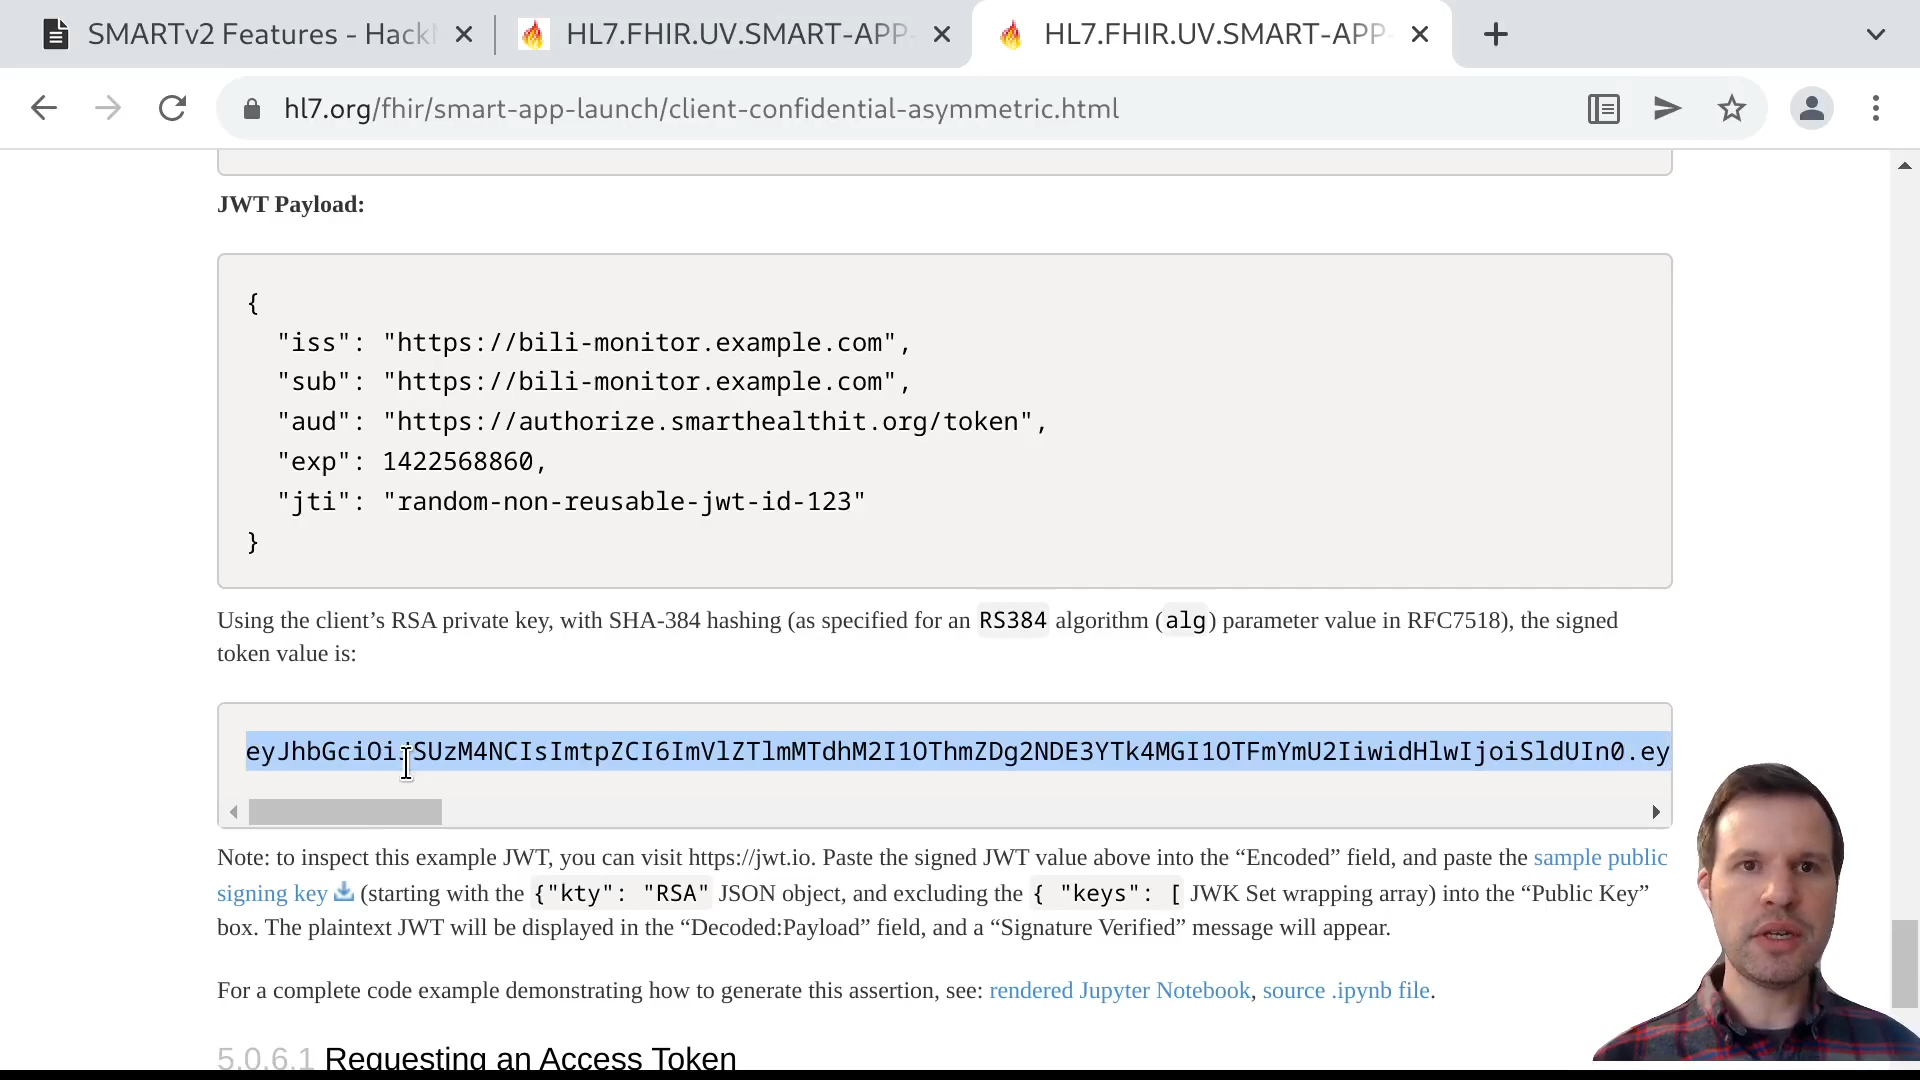 SMARTv2 Features - Hack
HL7.FHIR.UV.SMART-APP-
HL7.FHIR.UV.SMART-APP-
hl7.org/fhir/smart-app-launch/client-confidential-asymmetric.html
JWT Payload:
{
"iss": "https://bili-monitor.example.com",
"sub": "https://bili-monitor.example.com",
"aud": "https://authorize.smarthealthit.org/token",
"exp": 1422568860,
"jti": "random-non-reusable-jwt-id-123"
}
Using the client’s RSA private key, with SHA-384 hashing (as specified for an RS384 algorithm (alg) parameter value in RFC7518), the signed
token value is:
eyJhbGciOiJSUzM4NCIsImtpZCI6ImVlZTlmMTdhM2I1OThmZDg2NDE3YTk4MGI1OTFmYmU2IiwidHlwIjoiSldUIn0.ey
Note: to inspect this example JWT, you can visit https://jwt.io. Paste the signed JWT value above into the “Encoded” field, and paste the sample public
signing key (starting with the {"kty": "RSA" JSON object, and excluding the { "keys": [ JWK Set wrapping array) into the “Public Key”
box. The plaintext JWT will be displayed in the “Decoded:Payload” field, and a “Signature Verified” message will appear.
For a complete code example demonstrating how to generate this assertion, see: rendered Jupyter Notebook, source .ipynb file.
5.0.6.1 Requesting an Access Token